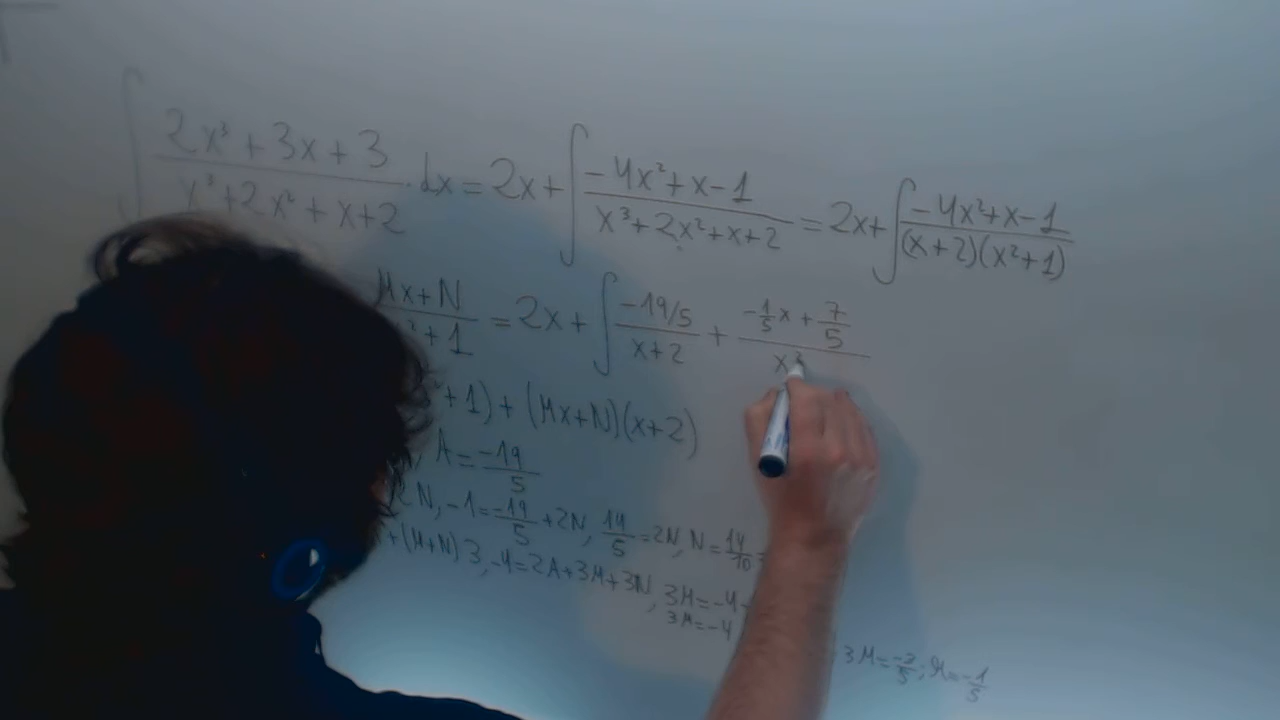 ∫ 2x³+3x+3 / x³+2x²+x+2 · dx = 2x + ∫ -4x²+x-1 / x³+2x²+x+2 = 2x + ∫ -4x²+x-1 / (x+2)(x²+1)
Mx+N / ²+1 = 2x + ∫ -19/5 / x+2 + -1/5 x + 7/5 / x²
²+1) + (Mx+N)(x+2)
A = -19/5
2N, -1 = -19/5 + 2N, 14/5 = 2N, N = 14/10 =
+(M+N)3, -4 = 2A+3M+3N, 3M = -4-
3M = -4
3M = -3/5; M = -1/5